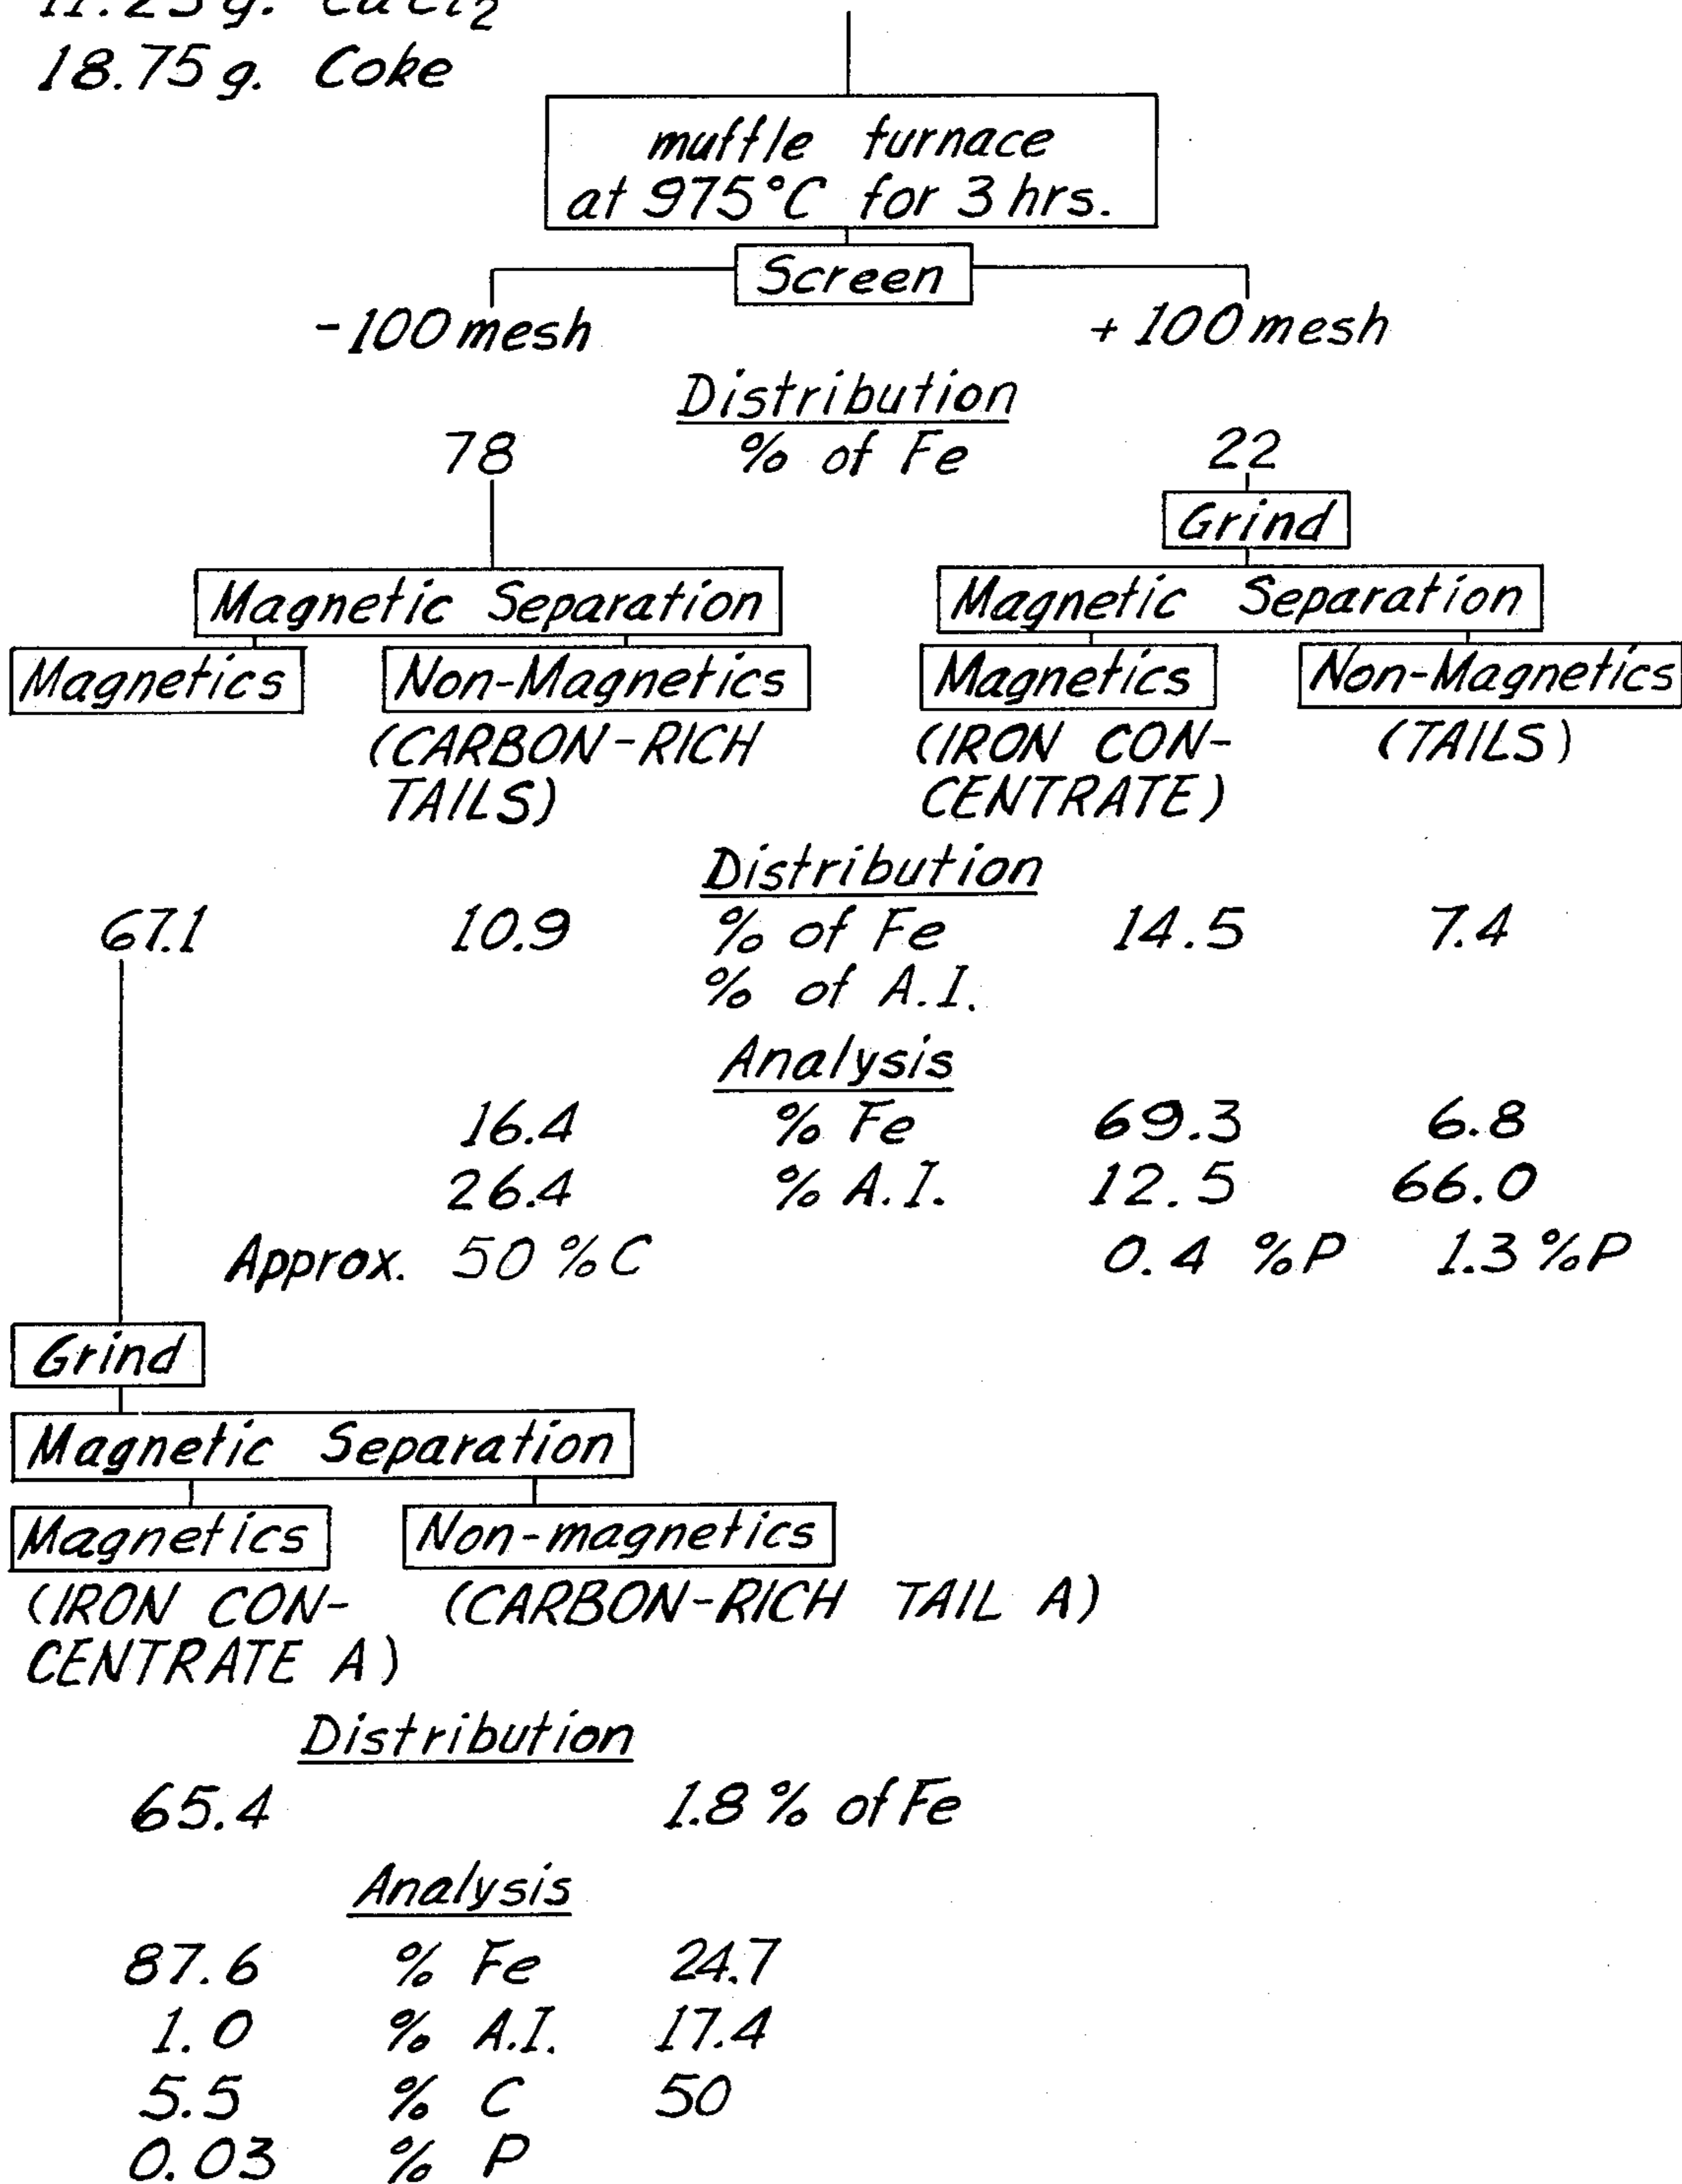 11.25 g. CaCl2
18.75 g. Coke
muffle furnace
at 975°C for 3 hrs.
Screen
-100 mesh + 100 mesh
Distribution
78 % of Fe 22
Grind
Magnetic Separation Magnetic Separation
Magnetics Non-Magnetics Magnetics Non-Magnetics
(CARBON-RICH (IRON CON- (TAILS)
TAILS) CENTRATE)
Distribution
67.1 10.9 % of Fe 14.5 7.4
% of A.I.
Analysis
16.4 % Fe 69.3 6.8
26.4 % A.I. 12.5 66.0
Approx. 50 % C 0.4 % P 1.3 % P
Grind
Magnetic Separation
Magnetics Non-magnetics
(IRON CON- (CARBON-RICH TAIL A)
CENTRATE A)
Distribution
65.4 1.8 % of Fe
Analysis
87.6 % Fe 24.7
1.0 % A.I. 17.4
5.5 % C 50
0.03 % P